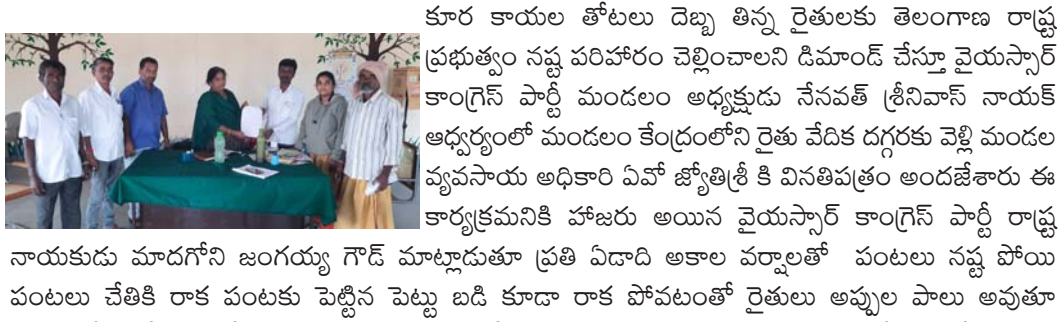 కూర కాయల తోటలు దెబ్బ తిన్న రైతులకు తెలంగాణ రాష్ట్ర
ప్రభుత్వం నష్ట పరిహారం చెల్లించాలని డిమాండ్ చేస్తూ వైయస్సార్
కాంగ్రెస్ పార్టీ మండలం అధ్యక్షుడు నేనవత్ శ్రీనివాస్ నాయక్
ఆధ్వర్యంలో మండలం కేంద్రంలోని రైతు వేదిక దగ్గరకు వెల్లి మండల
వ్యవసాయ అధికారి ఏవో జ్యోతిశ్రీ కి వినతిపత్రం అందజేశారు ఈ
కార్యక్రమనికి హాజరు అయిన వైయస్సార్ కాంగ్రెస్ పార్టీ రాష్ట్ర
నాయకుడు మాదగోని జంగయ్య గౌడ్ మాట్లాడుతూ ప్రతి ఏడాది అకాల వర్షాలతో పంటలు నష్ట పోయి
పంటలు చేతికి రాక పంటకు పెట్టిన పెట్టు బడి కూడా రాక పోవటంతో రైతులు అప్పుల పాలు అవుతూ